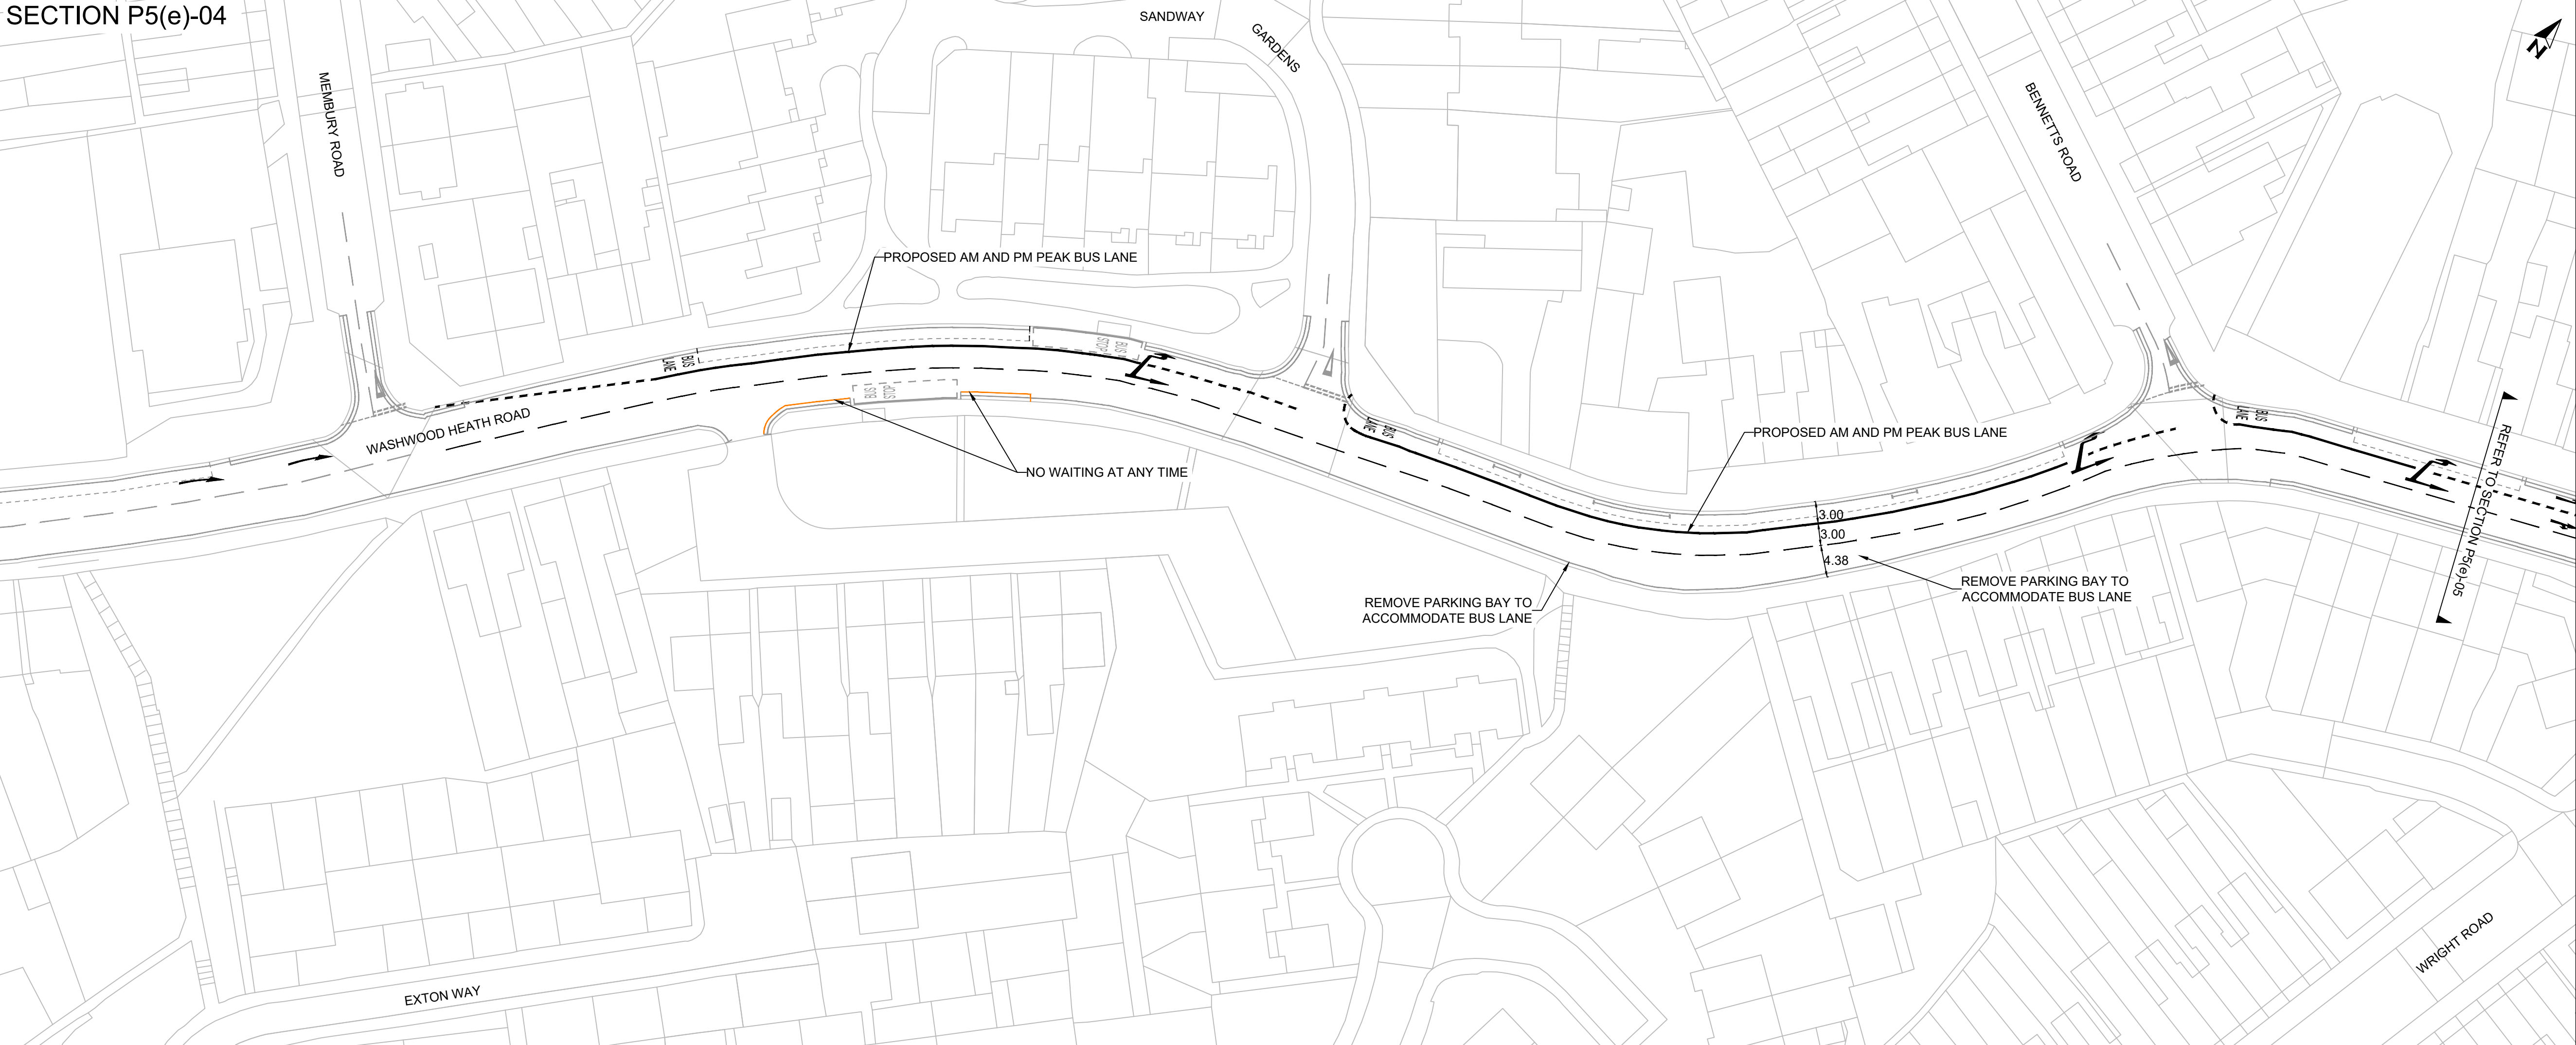 SECTION P5(e)-04
SANDWAY
GARDENS
N
MEMBURY ROAD
BENNETTS ROAD
PROPOSED AM AND PM PEAK BUS LANE
BUS
LANE
BUS
STOP
BUS
STOP
WASHWOOD HEATH ROAD
NO WAITING AT ANY TIME
BUS
LANE
PROPOSED AM AND PM PEAK BUS LANE
BUS
LANE
3.00
3.00
4.38
REMOVE PARKING BAY TO
ACCOMMODATE BUS LANE
REMOVE PARKING BAY TO
ACCOMMODATE BUS LANE
REFER TO SECTION P5(e)-05
EXTON WAY
WRIGHT ROAD